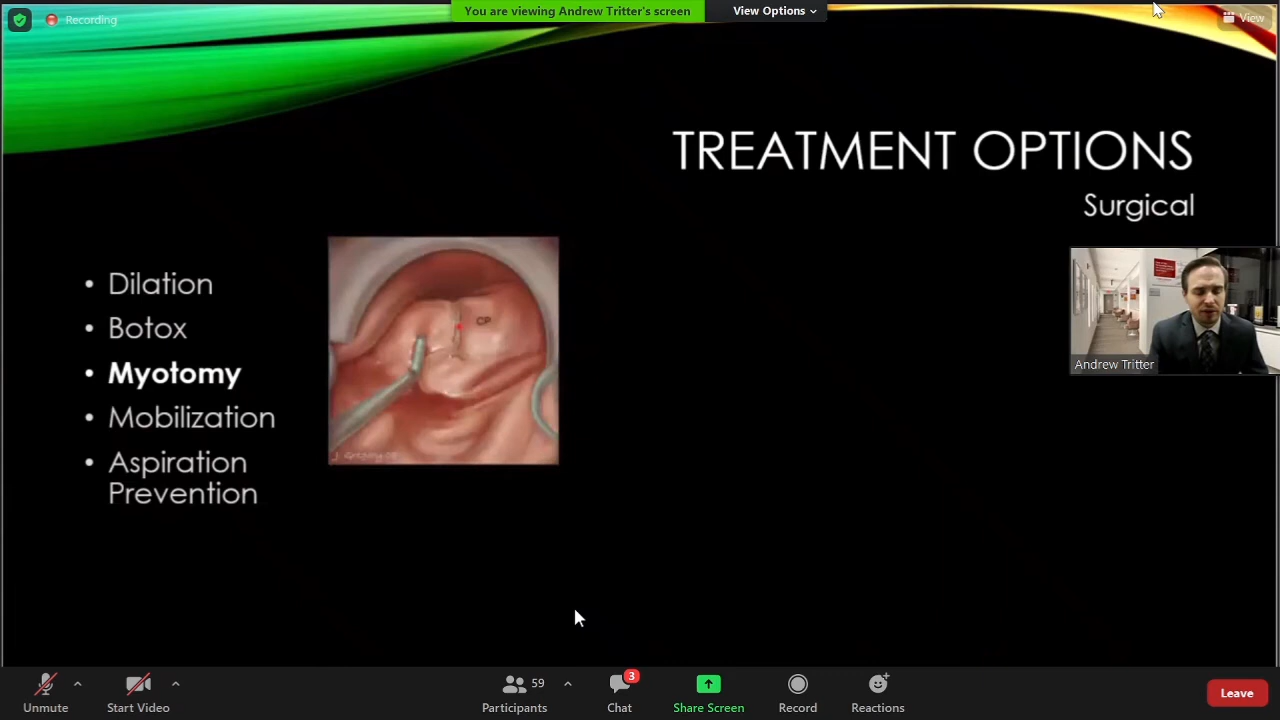 Recording
You are viewing Andrew Tritter's screen
View Options
View
TREATMENT OPTIONS
Surgical
• Dilation
• Botox
• Myotomy
• Mobilization
• Aspiration
Prevention
CP
Andrew Tritter
Unmute
Start Video
59
Participants
3
Chat
Share Screen
Record
Reactions
Leave